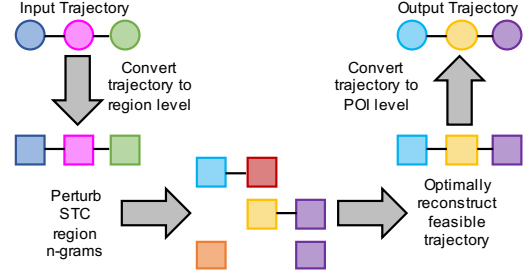 Input Trajectory
Output Trajectory
Convert
trajectory to
region level
Convert
trajectory to
POI level
Perturb
STC
region
n-grams
Optimally
reconstruct
feasible
trajectory